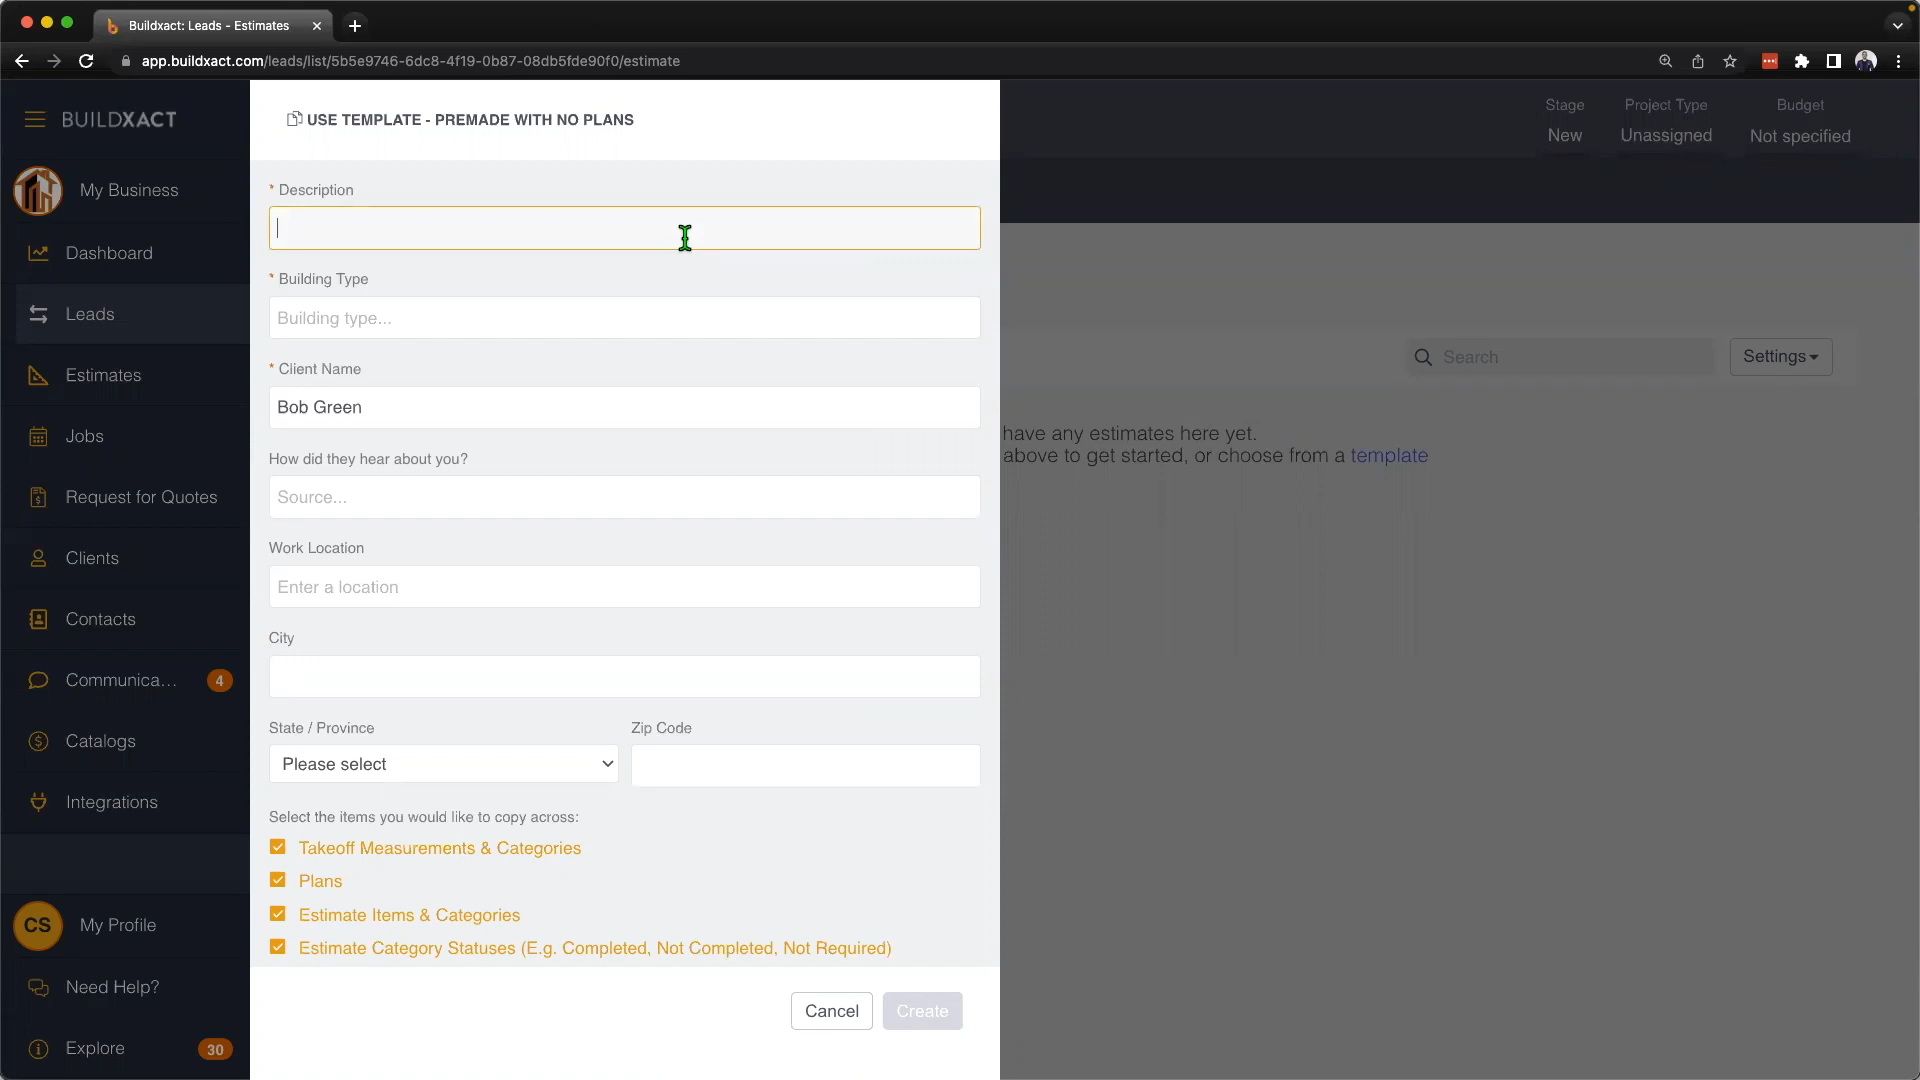 Buildxact: Leads - Estimates
app.buildxact.com/leads/list/5b5e9746-6dc8-4f19-0b87-08db5fde90f0/estimate
BUILDXACT
My Business
Dashboard
Leads
Estimates
Jobs
Request for Quotes
Clients
Contacts
Communica... 4
Catalogs
Integrations
CS My Profile
Need Help?
Explore 30
USE TEMPLATE - PREMADE WITH NO PLANS
* Description
* Building Type
Building type...
* Client Name
Bob Green
How did they hear about you?
Source...
Work Location
Enter a location
City
State / Province Zip Code
Please select
Select the items you would like to copy across:
Takeoff Measurements & Categories
Plans
Estimate Items & Categories
Estimate Category Statuses (E.g. Completed, Not Completed, Not Required)
Cancel Create
Stage Project Type Budget
New Unassigned Not specified
Search Settings
have any estimates here yet.
above to get started, or choose from a template